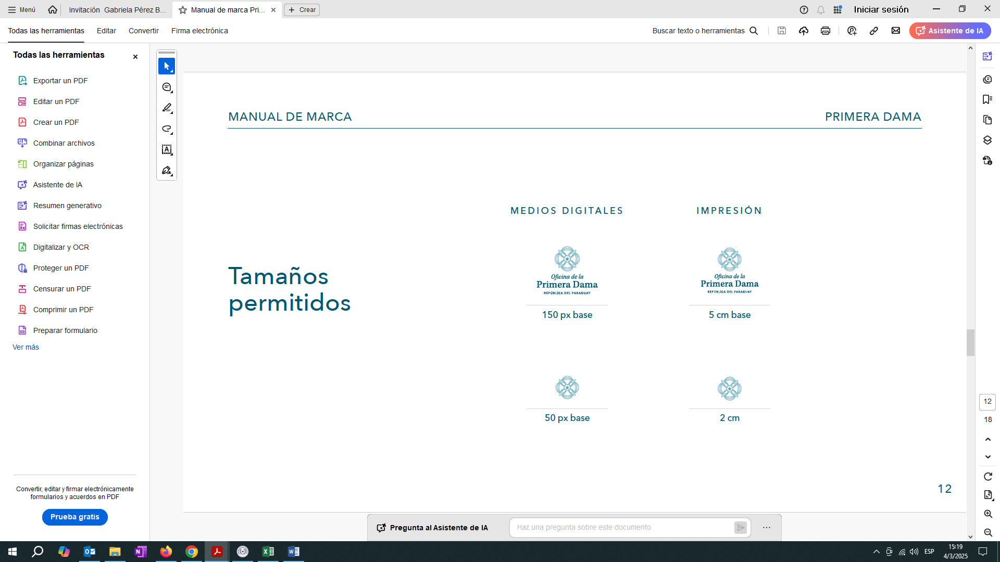 Menú
Invitación Gabriela Pérez B...
Manual de marca Pri...
Crear
Iniciar sesión
Todas las herramientas
Editar
Convertir
Firma electrónica
Buscar texto o herramientas
Asistente de IA
Todas las herramientas
Exportar un PDF
Editar un PDF
Crear un PDF
Combinar archivos
Organizar páginas
Asistente de IA
Resumen generativo
Solicitar firmas electrónicas
Digitalizar y OCR
Proteger un PDF
Censurar un PDF
Comprimir un PDF
Preparar formulario
Ver más
Convertir, editar y firmar electrónicamente
formularios y acuerdos en PDF
Prueba gratis
MANUAL DE MARCA
PRIMERA DAMA
Tamaños
permitidos
MEDIOS DIGITALES
IMPRESIÓN
Oficina de la
Primera Dama
REPÚBLICA DEL PARAGUAY
150 px base
Oficina de la
Primera Dama
REPÚBLICA DEL PARAGUAY
5 cm base
50 px base
2 cm
12
12
18
Pregunta al Asistente de IA
Haz una pregunta sobre este documento
ESP
15:19
4/3/2025